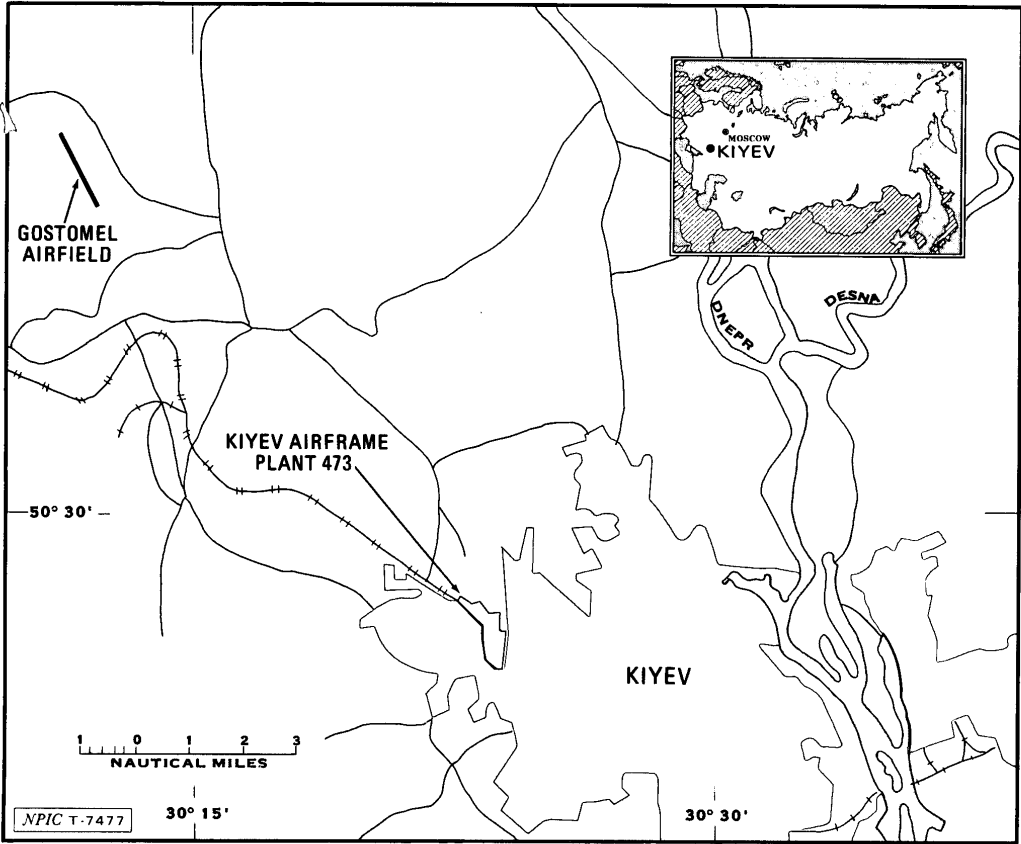 MOSCOW
KIYEV
GOSTOMEL
AIRFIELD
DNEPR
DESNA
KIYEV AIRFRAME
PLANT 473
50° 30'
KIYEV
1 0 1 2 3
NAUTICAL MILES
30° 15'
30° 30'
NPIC T-7477